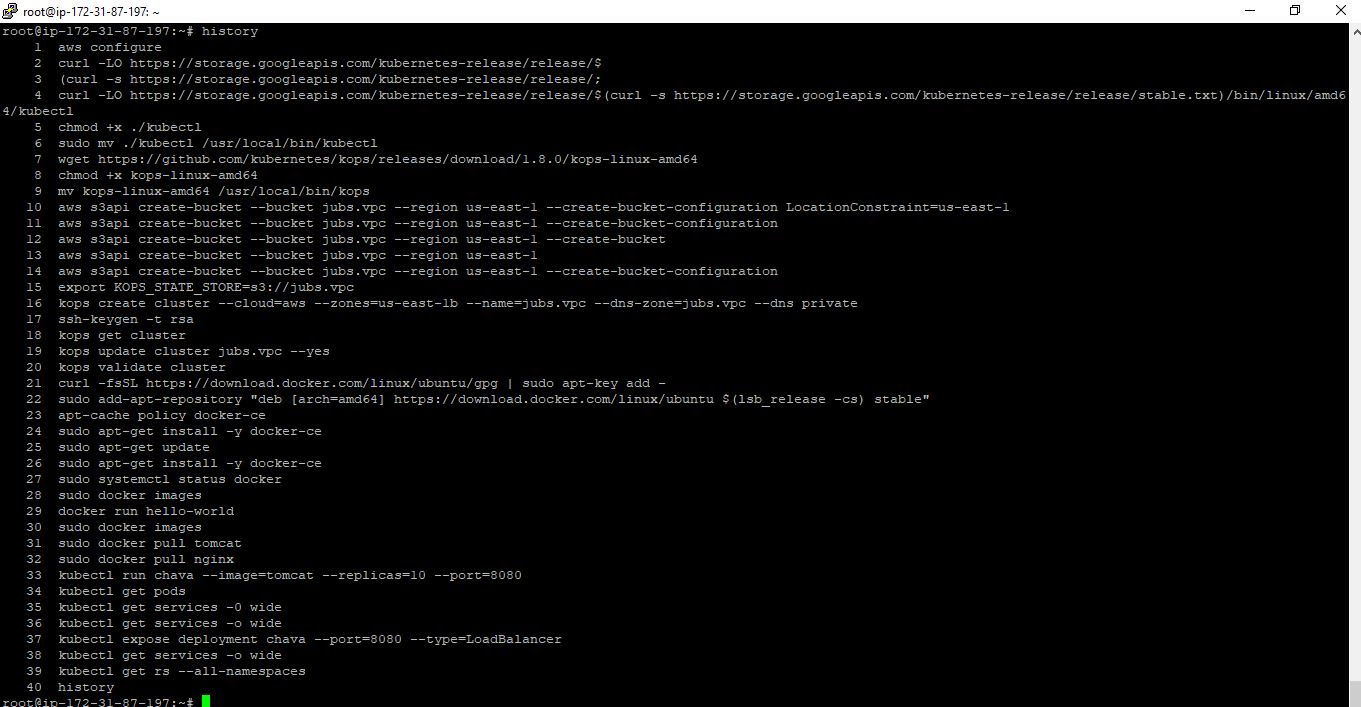 root@ip-172-31-87-197: ~
root@ip-172-31-87-197:~# history
    1  aws configure
    2  curl -LO https://storage.googleapis.com/kubernetes-release/release/$
    3  (curl -s https://storage.googleapis.com/kubernetes-release/release/;
    4  curl -LO https://storage.googleapis.com/kubernetes-release/release/$(curl -s https://storage.googleapis.com/kubernetes-release/release/stable.txt)/bin/linux/amd6
4/kubectl
    5  chmod +x ./kubectl
    6  sudo mv ./kubectl /usr/local/bin/kubectl
    7  wget https://github.com/kubernetes/kops/releases/download/1.8.0/kops-linux-amd64
    8  chmod +x kops-linux-amd64
    9  mv kops-linux-amd64 /usr/local/bin/kops
   10  aws s3api create-bucket --bucket jubs.vpc --region us-east-1 --create-bucket-configuration LocationConstraint=us-east-1
   11  aws s3api create-bucket --bucket jubs.vpc --region us-east-1 --create-bucket-configuration
   12  aws s3api create-bucket --bucket jubs.vpc --region us-east-1 --create-bucket
   13  aws s3api create-bucket --bucket jubs.vpc --region us-east-1
   14  aws s3api create-bucket --bucket jubs.vpc --region us-east-1 --create-bucket-configuration
   15  export KOPS_STATE_STORE=s3://jubs.vpc
   16  kops create cluster --cloud=aws --zones=us-east-1b --name=jubs.vpc --dns-zone=jubs.vpc --dns private
   17  ssh-keygen -t rsa
   18  kops get cluster
   19  kops update cluster jubs.vpc --yes
   20  kops validate cluster
   21  curl -fsSL https://download.docker.com/linux/ubuntu/gpg | sudo apt-key add -
   22  sudo add-apt-repository "deb [arch=amd64] https://download.docker.com/linux/ubuntu $(lsb_release -cs) stable"
   23  apt-cache policy docker-ce
   24  sudo apt-get install -y docker-ce
   25  sudo apt-get update
   26  sudo apt-get install -y docker-ce
   27  sudo systemctl status docker
   28  sudo docker images
   29  docker run hello-world
   30  sudo docker images
   31  sudo docker pull tomcat
   32  sudo docker pull nginx
   33  kubectl run chava --image=tomcat --replicas=10 --port=8080
   34  kubectl get pods
   35  kubectl get services -0 wide
   36  kubectl get services -o wide
   37  kubectl expose deployment chava --port=8080 --type=LoadBalancer
   38  kubectl get services -o wide
   39  kubectl get rs --all-namespaces
   40  history
root@ip-172-31-87-197:~#